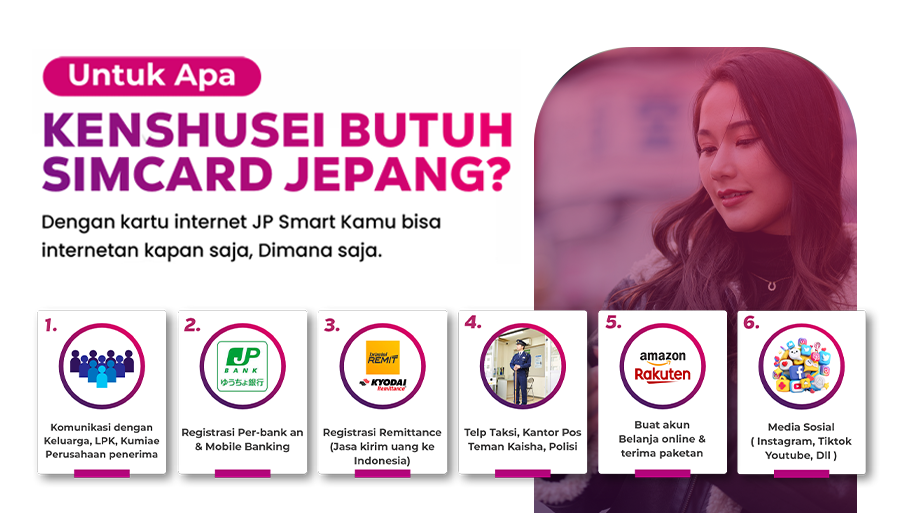 Untuk Apa
KENSHUSEI BUTUH
SIMCARD JEPANG?
Dengan kartu internet JP Smart Kamu bisa
internetan kapan saja, Dimana saja.
1.
JP
BANK
ゆうちょ銀行
Komunikasi dengan
Keluarga, LPK, Kumiae
Perusahaan penerima
2.
Registrasi Per-bank an
& Mobile Banking
3.
REMIT
KYODAI
Remittance
Registrasi Remittance
(Jasa kirim uang ke
Indonesia)
4.
Telp Taksi, Kantor Pos
Teman Kaisha, Polisi
5.
amazon
Rakuten
Buat akun
Belanja online &
terima paketan
6.
Media Sosial
( Instagram, Tiktok
Youtube, Dll )